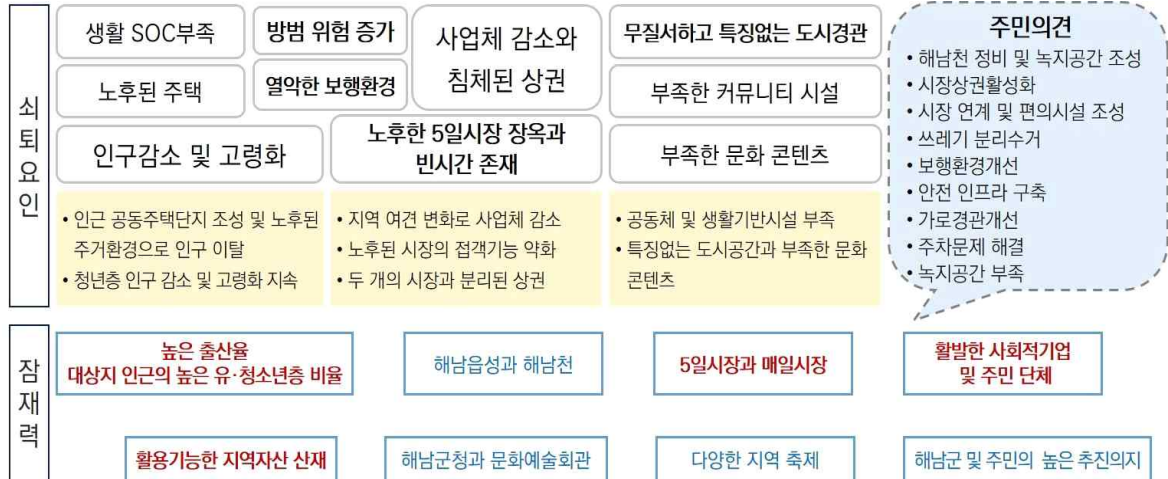 쇠퇴요인
생활 SOC부족
방범 위험 증가
사업체 감소와
침체된 상권
무질서하고 특징없는 도시경관
노후된 주택
열악한 보행환경
부족한 커뮤니티 시설
인구감소 및 고령화
노후한 5일시장 장옥과
빈시간 존재
부족한 문화 콘텐츠
• 인근 공동주택단지 조성 및 노후된
주거환경으로 인구 이탈
• 청년층 인구 감소 및 고령화 지속
• 지역 여견 변화로 사업체 감소
• 노후된 시장의 접객기능 약화
• 두 개의 시장과 분리된 상권
• 공동체 및 생활기반시설 부족
• 특징없는 도시공간과 부족한 문화
콘텐츠
주민의견
• 해남천 정비 및 녹지공간 조성
• 시장상권활성화
• 시장 연계 및 편의시설 조성
• 쓰레기 분리수거
• 보행환경개선
• 안전 인프라 구축
• 가로경관개선
• 주차문제 해결
• 녹지공간 부족
잠재력
높은 출산율
대상지 인근의 높은 유·청소년층 비율
해남읍성과 해남천
5일시장과 매일시장
활발한 사회적기업
및 주민 단체
활용기능한 지역자산 산재
해남군청과 문화예술회관
다양한 지역 축제
해남군 및 주민의 높은 추진의지